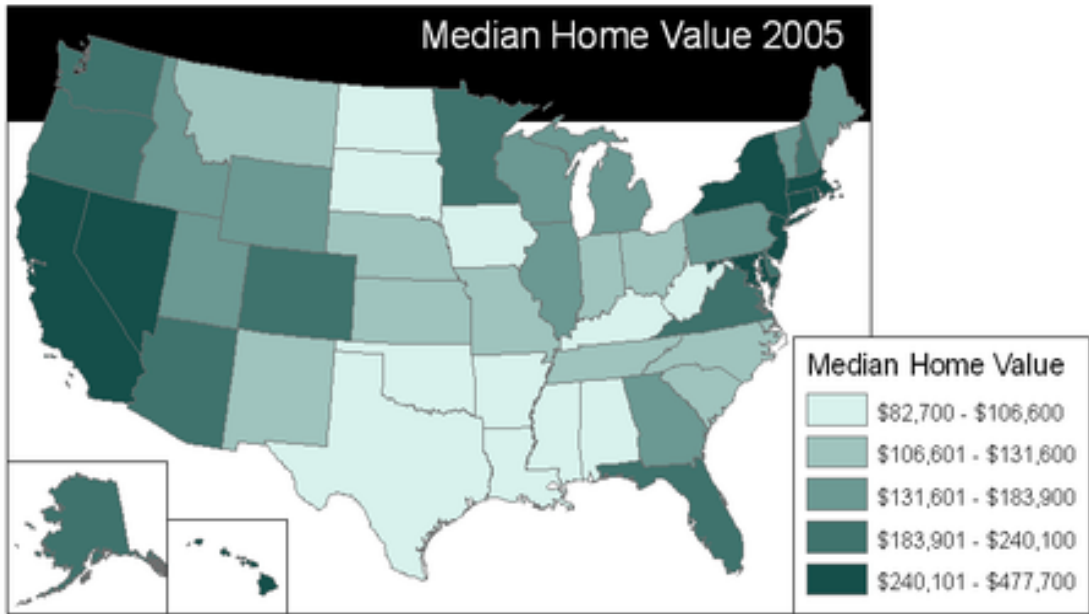 Median Home Value 2005
Median Home Value
$82,700 - $106,600
$106,601 - $131,600
$131,601 - $183,900
$183,901 - $240,100
$240,101 - $477,700